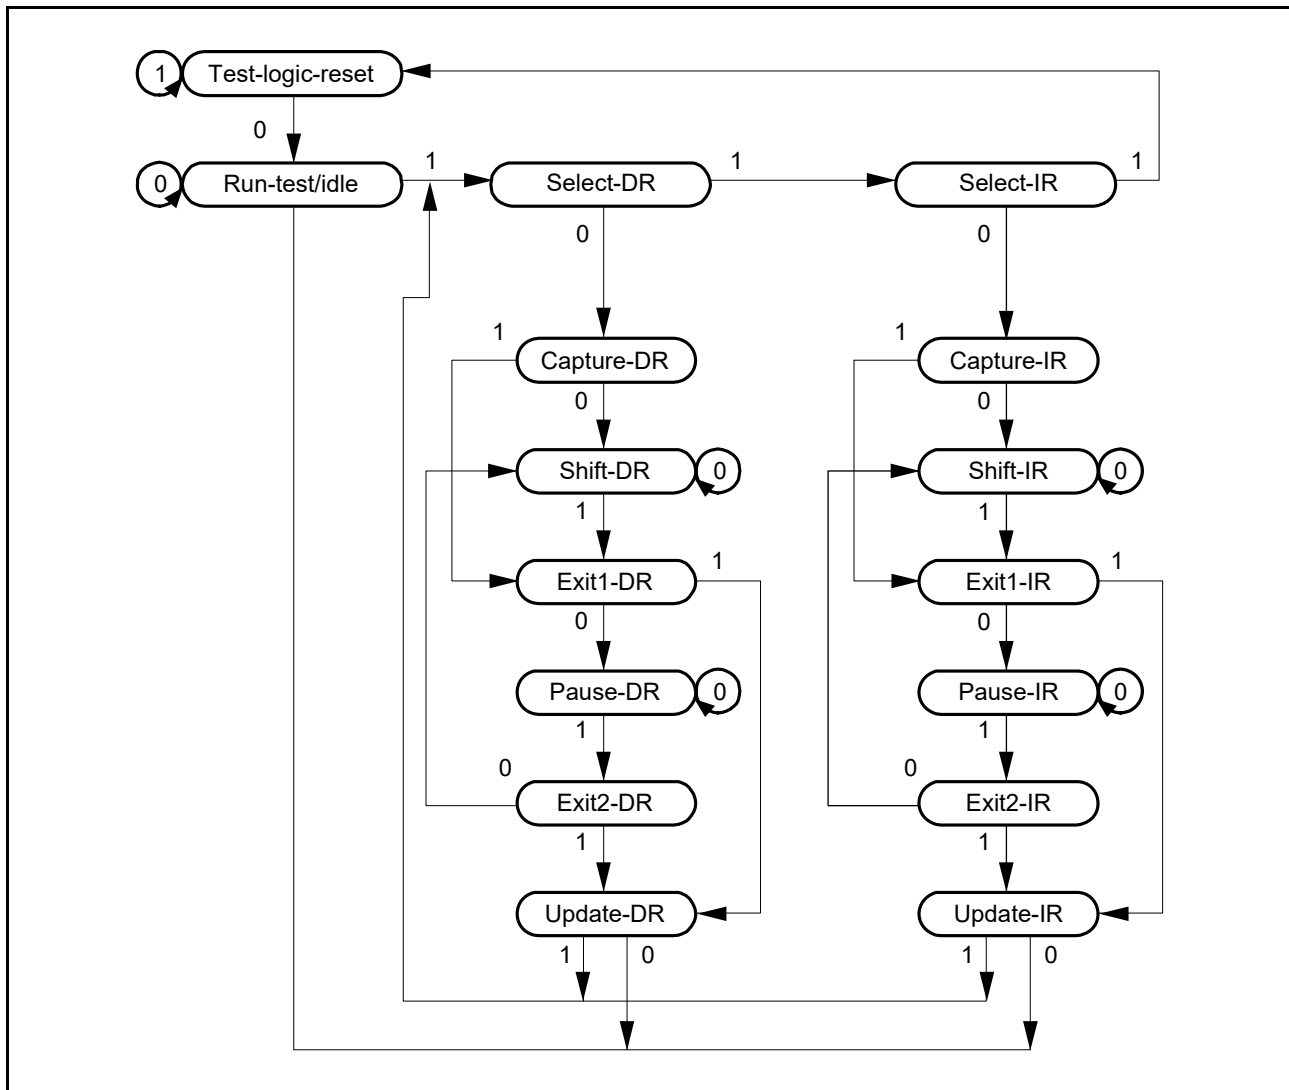 1 Test-logic-reset
0
0 Run-test/idle 1 Select-DR 1 Select-IR 1
0 0
1 1
Capture-DR Capture-IR
0 0
Shift-DR 0 Shift-IR 0
1 1
Exit1-DR 1 Exit1-IR 1
0 0
Pause-DR 0 Pause-IR 0
1 1
0 0
Exit2-DR Exit2-IR
1 1
Update-DR Update-IR
1 0 1 0